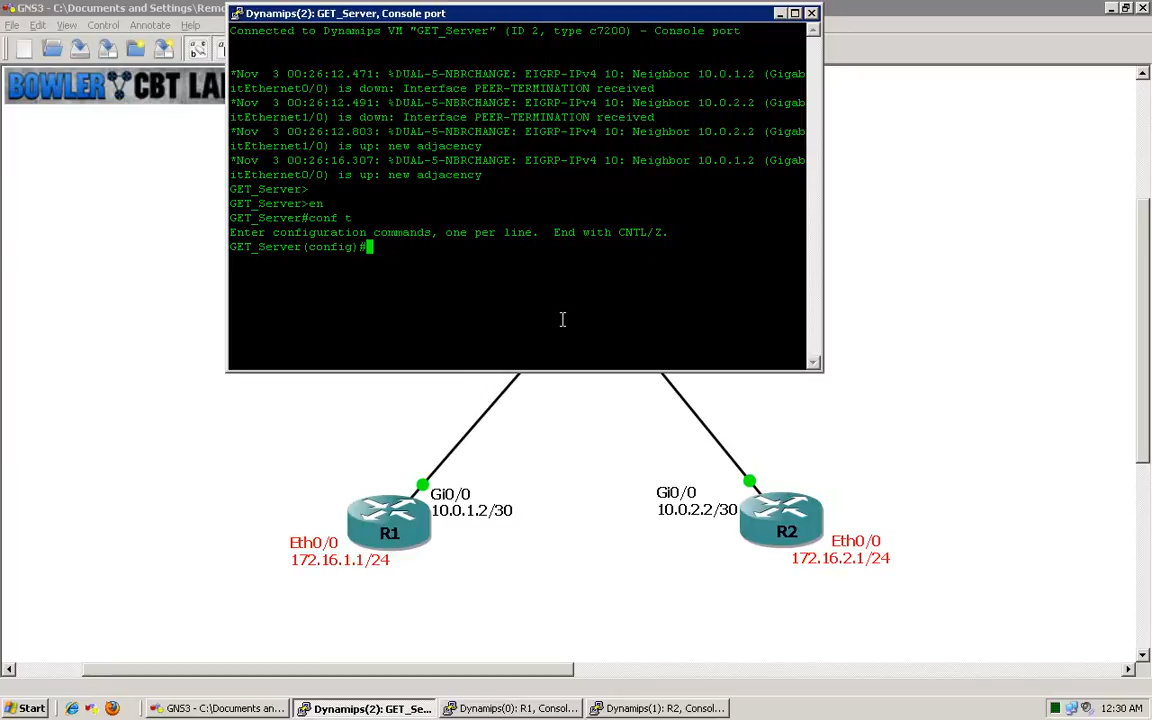 GNS3 - C:\Documents and Settings\Remo
File Edit View Control Annotate Help
BOWLER CBT LA
Dynamips(2): GET_Server, Console port
Connected to Dynamips VM "GET_Server" (ID 2, type c7200) - Console port
*Nov  3 00:26:12.471: %DUAL-5-NBRCHANGE: EIGRP-IPv4 10: Neighbor 10.0.1.2 (Gigab
itEthernet0/0) is down: Interface PEER-TERMINATION received
*Nov  3 00:26:12.491: %DUAL-5-NBRCHANGE: EIGRP-IPv4 10: Neighbor 10.0.2.2 (Gigab
itEthernet1/0) is down: Interface PEER-TERMINATION received
*Nov  3 00:26:12.803: %DUAL-5-NBRCHANGE: EIGRP-IPv4 10: Neighbor 10.0.2.2 (Gigab
itEthernet1/0) is up: new adjacency
*Nov  3 00:26:16.307: %DUAL-5-NBRCHANGE: EIGRP-IPv4 10: Neighbor 10.0.1.2 (Gigab
itEthernet0/0) is up: new adjacency
GET_Server>
GET_Server>en
GET_Server#conf t
Enter configuration commands, one per line.  End with CNTL/Z.
GET_Server(config)#
Gi0/0
10.0.1.2/30
R1
Eth0/0
172.16.1.1/24
Gi0/0
10.0.2.2/30
R2
Eth0/0
172.16.2.1/24
Start
GNS3 - C:\Documents an...
Dynamips(2): GET_Se...
Dynamips(0): R1, Consol...
Dynamips(1): R2, Consol...
12:30 AM